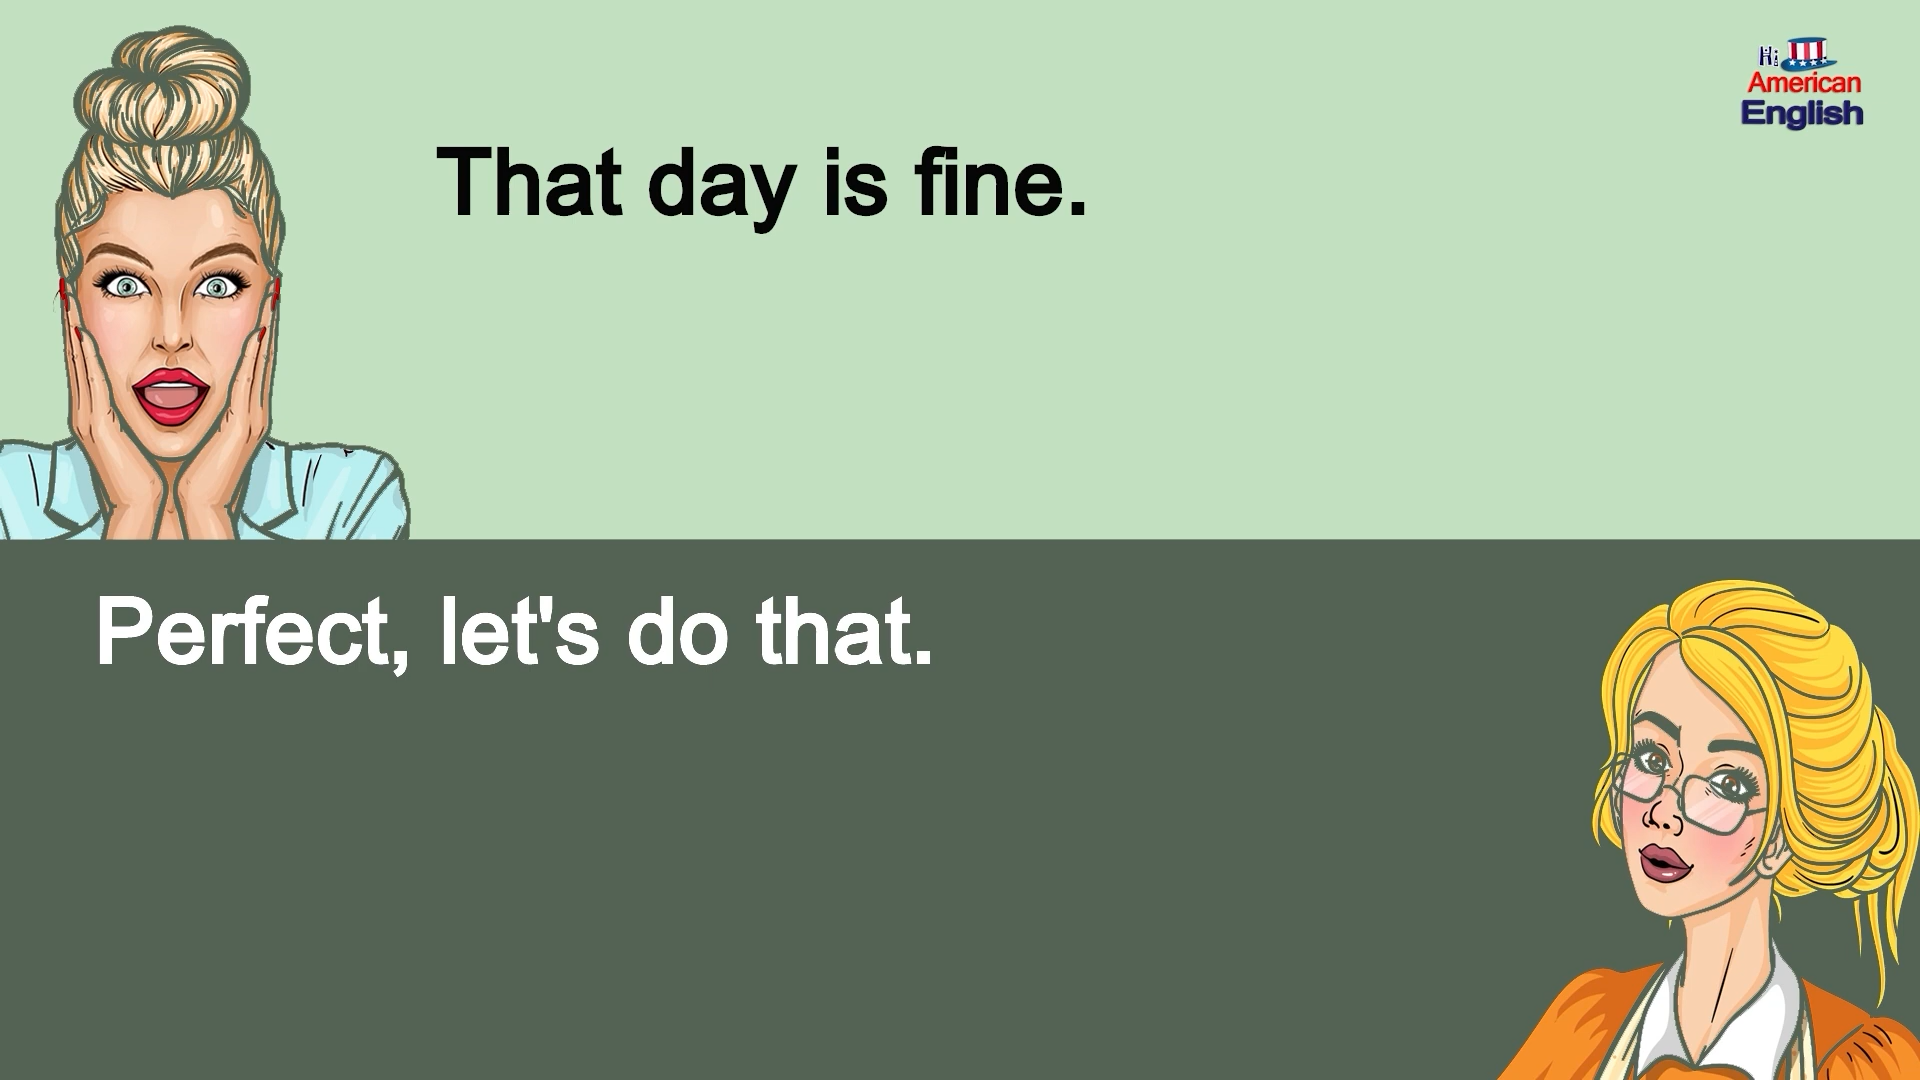 Hi
American
English
That day is fine.
Perfect, let's do that.